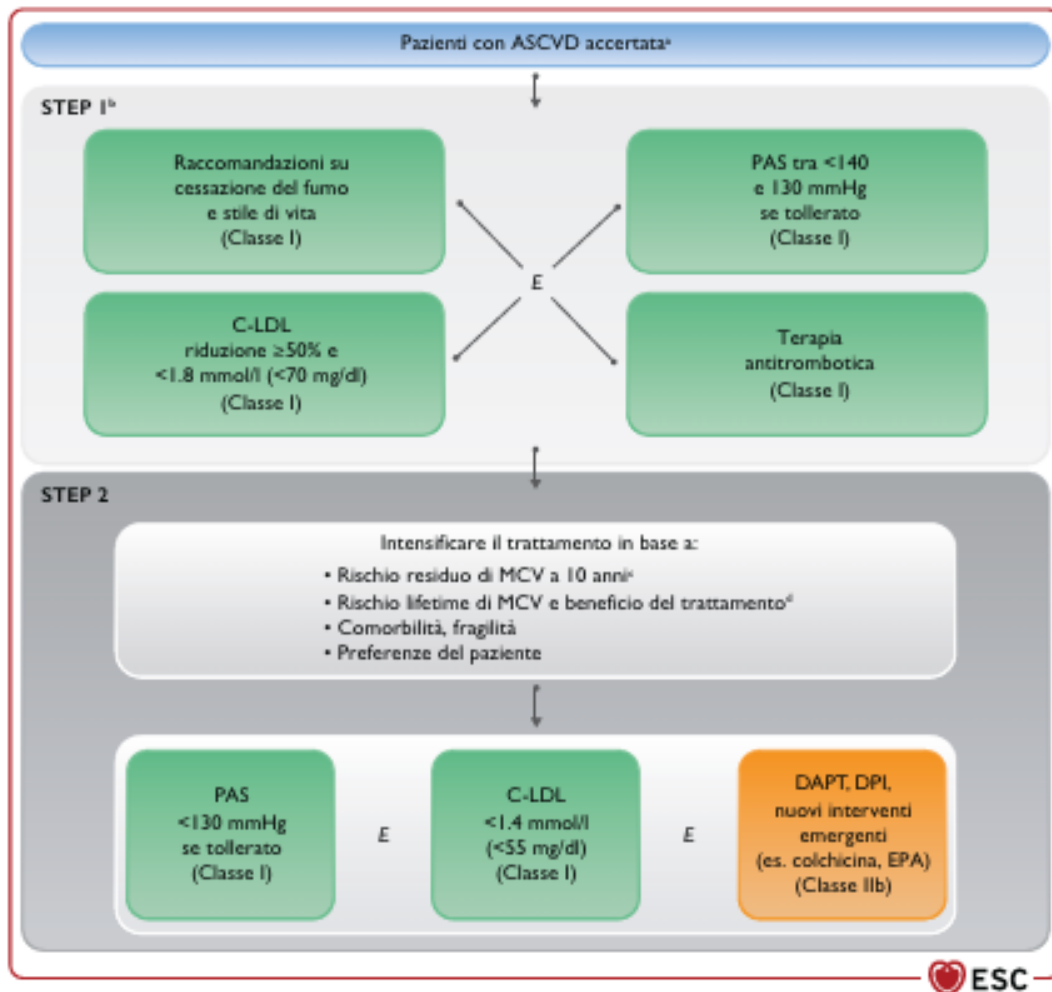 Pazienti con ASCVD accertataᵃ
STEP 1ᵇ
Raccomandazioni su
cessazione del fumo
e stile di vita
(Classe I)
PAS tra <140
e 130 mmHg
se tollerato
(Classe I)
E
C-LDL
riduzione ≥50% e
<1.8 mmol/l (<70 mg/dl)
(Classe I)
Terapia
antitrombotica
(Classe I)
STEP 2
Intensificare il trattamento in base a:
• Rischio residuo di MCV a 10 anniᶜ
• Rischio lifetime di MCV e beneficio del trattamentoᵈ
• Comorbilità, fragilità
• Preferenze del paziente
PAS
<130 mmHg
se tollerato
(Classe I)
E
C-LDL
<1.4 mmol/l
(<55 mg/dl)
(Classe I)
E
DAPT, DPI,
nuovi interventi
emergenti
(es. colchicina, EPA)
(Classe IIb)
ESC